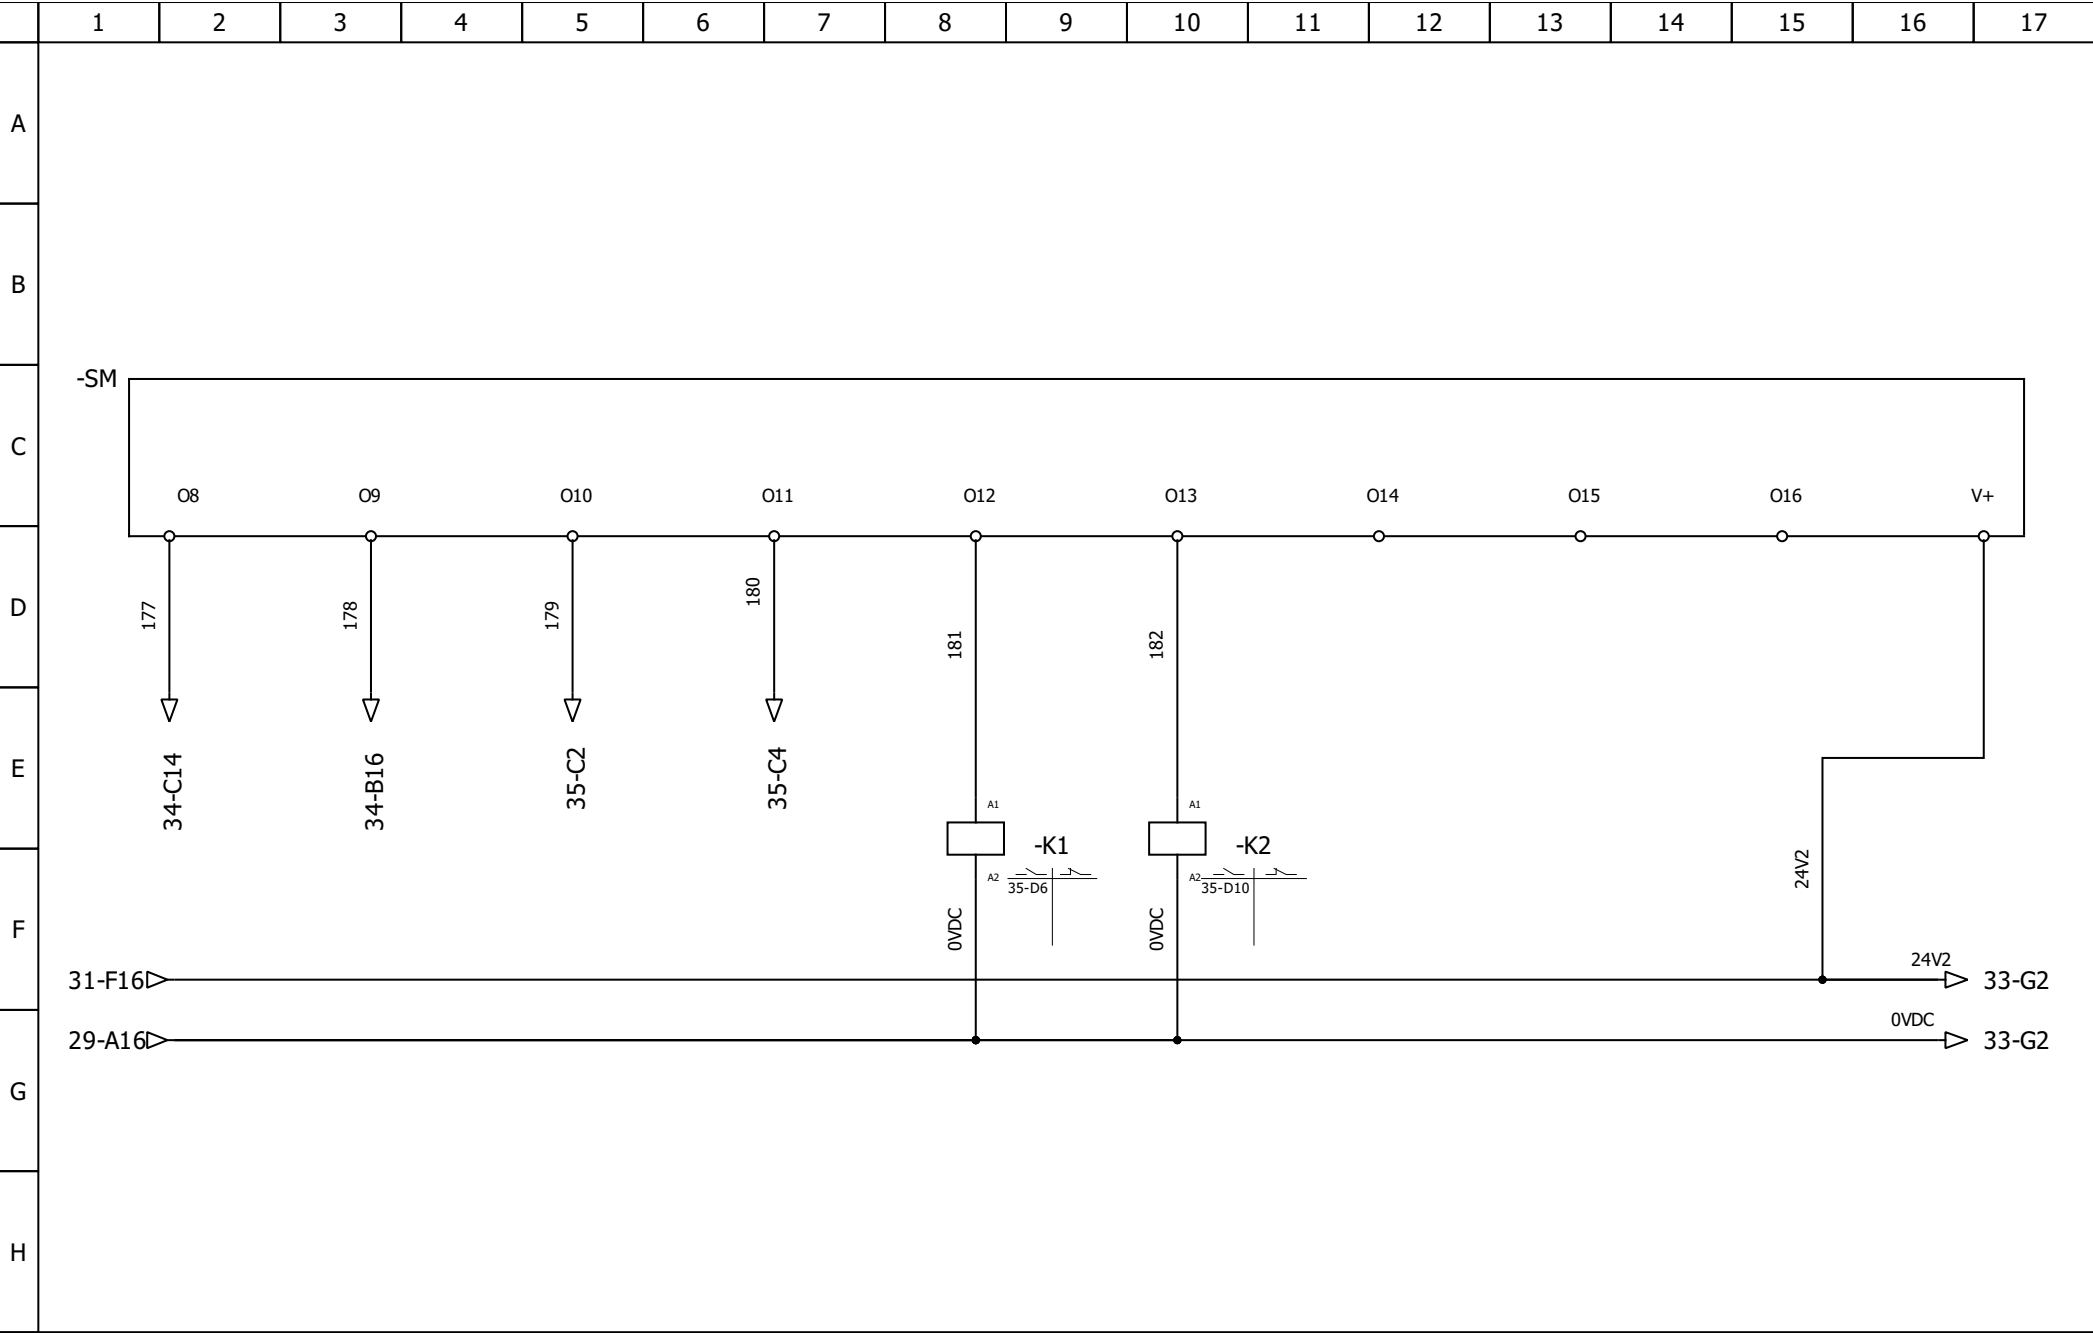 1 2 3 4 5 6 7 8 9 10 11 12 13 14 15 16 17
A
B
-SM
C
O8 O9 O10 O11 O12 O13 O14 O15 O16 V+
D
177 178 179 180 181 182
E
34-C14 34-B16 35-C2 35-C4
A1 A1
-K1 -K2
24V2
A2 35-D6 A2 35-D10
F
0VDC 0VDC
31-F16 24V2 33-G2
29-A16 0VDC 33-G2
G
H